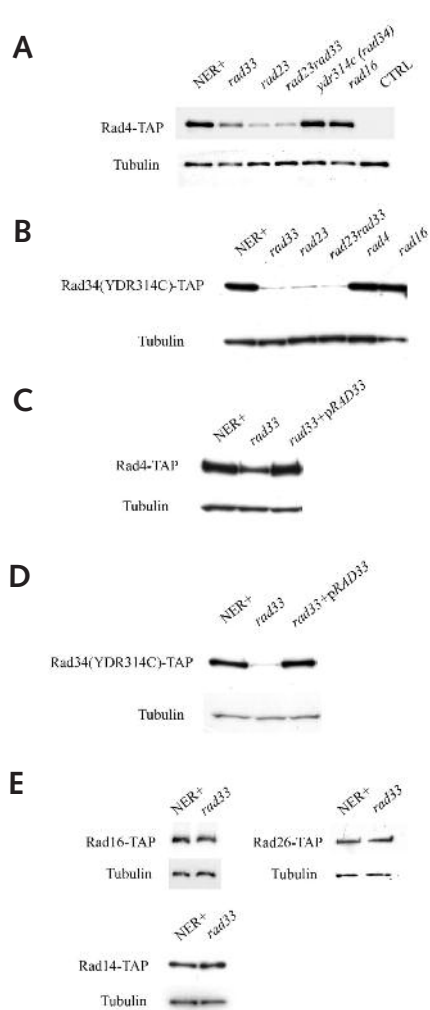 A
NER+ rad33 rad23 rad23rad33 ydr314c (rad34) rad16 CTRL
Rad4-TAP
Tubulin
B
NER+ rad33 rad23 rad23rad33 rad4 rad16
Rad34(YDR314C)-TAP
Tubulin
C
NER+ rad33 rad33+pRAD33
Rad4-TAP
Tubulin
D
NER+ rad33 rad33+pRAD33
Rad34(YDR314C)-TAP
Tubulin
E
NER+ rad33 NER+ rad33
Rad16-TAP Rad26-TAP
Tubulin Tubulin
NER+ rad33
Rad14-TAP
Tubulin